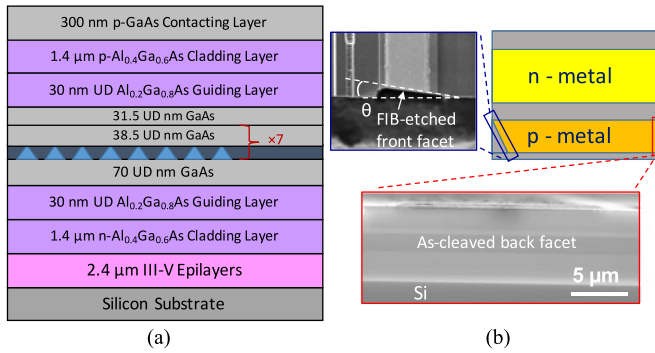 300 nm p-GaAs Contacting Layer
1.4 μm p-Al0.4Ga0.6As Cladding Layer
30 nm UD Al0.2Ga0.8As Guiding Layer
31.5 UD nm GaAs
38.5 UD nm GaAs
×7
70 UD nm GaAs
30 nm UD Al0.2Ga0.8As Guiding Layer
1.4 μm n-Al0.4Ga0.6As Cladding Layer
2.4 μm III-V Epilayers
Silicon Substrate
(a)
θ
FIB-etched
front facet
n - metal
p - metal
As-cleaved back facet
Si
5 μm
(b)